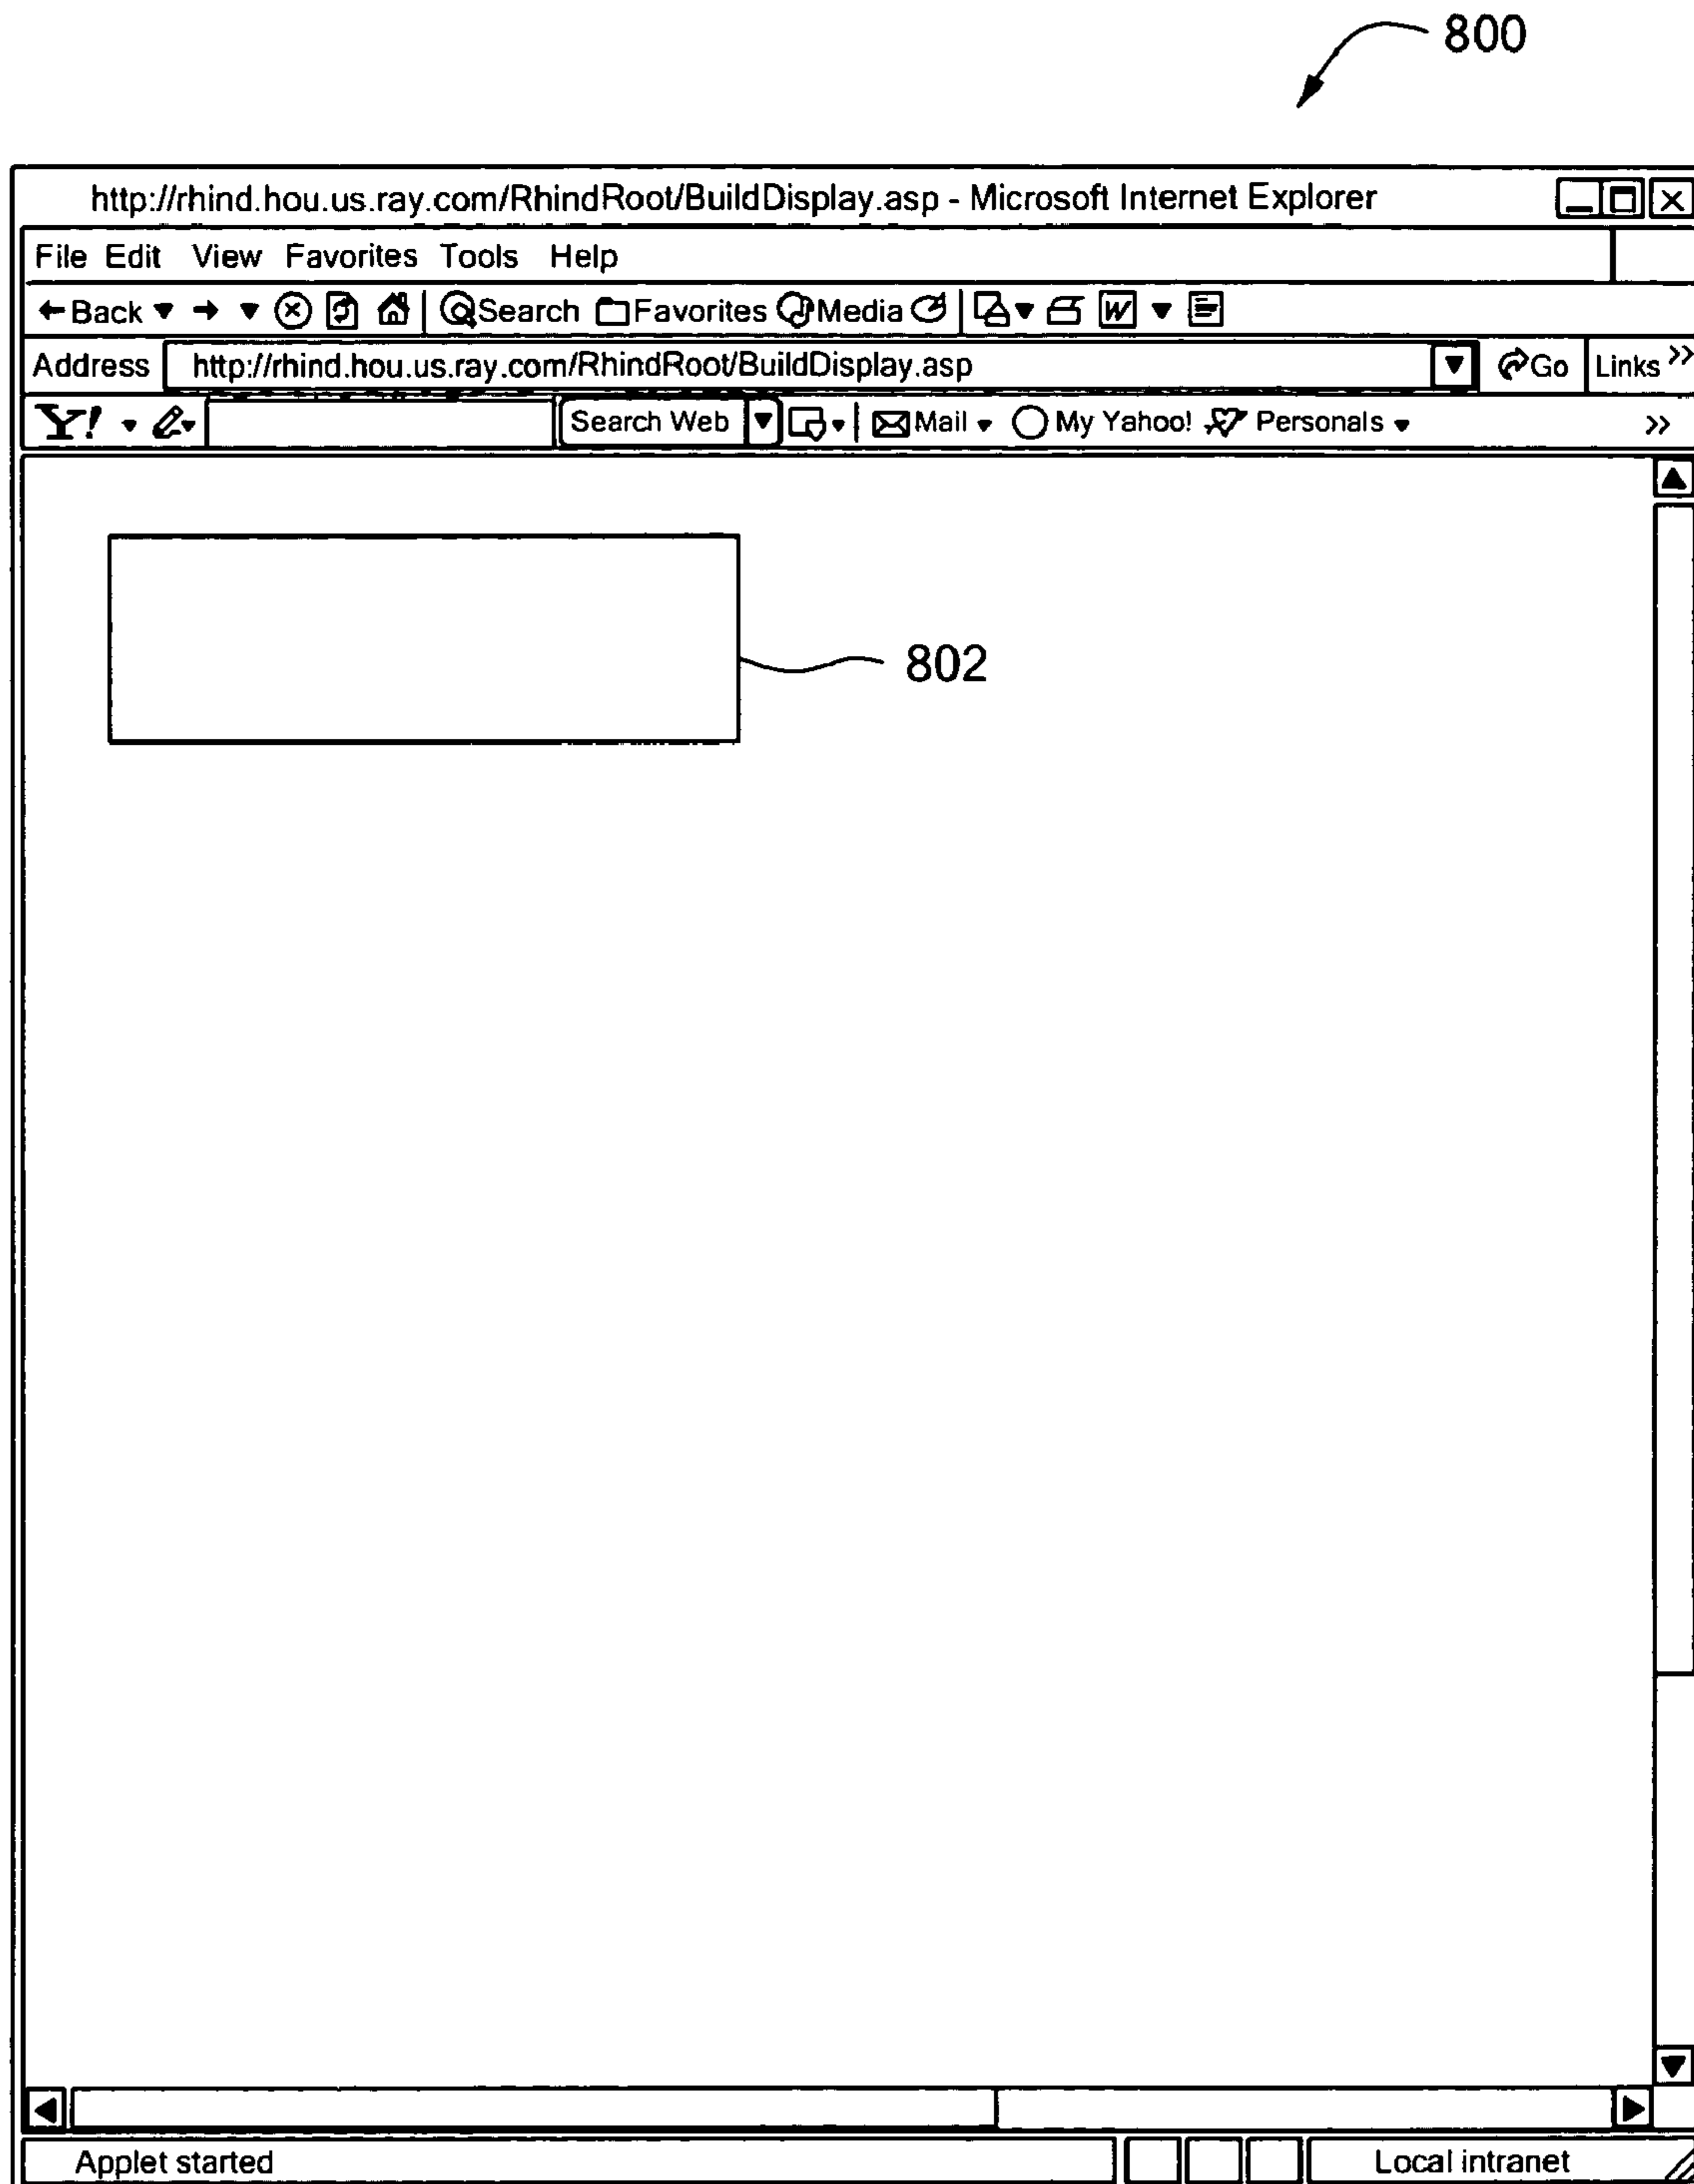 800
http://rhind.hou.us.ray.com/RhindRoot/BuildDisplay.asp - Microsoft Internet Explorer
File Edit View Favorites Tools Help
Back Search Favorites Media W
Address http://rhind.hou.us.ray.com/RhindRoot/BuildDisplay.asp Go Links »
Y! Search Web Mail My Yahoo! Personals »
802
Applet started Local intranet